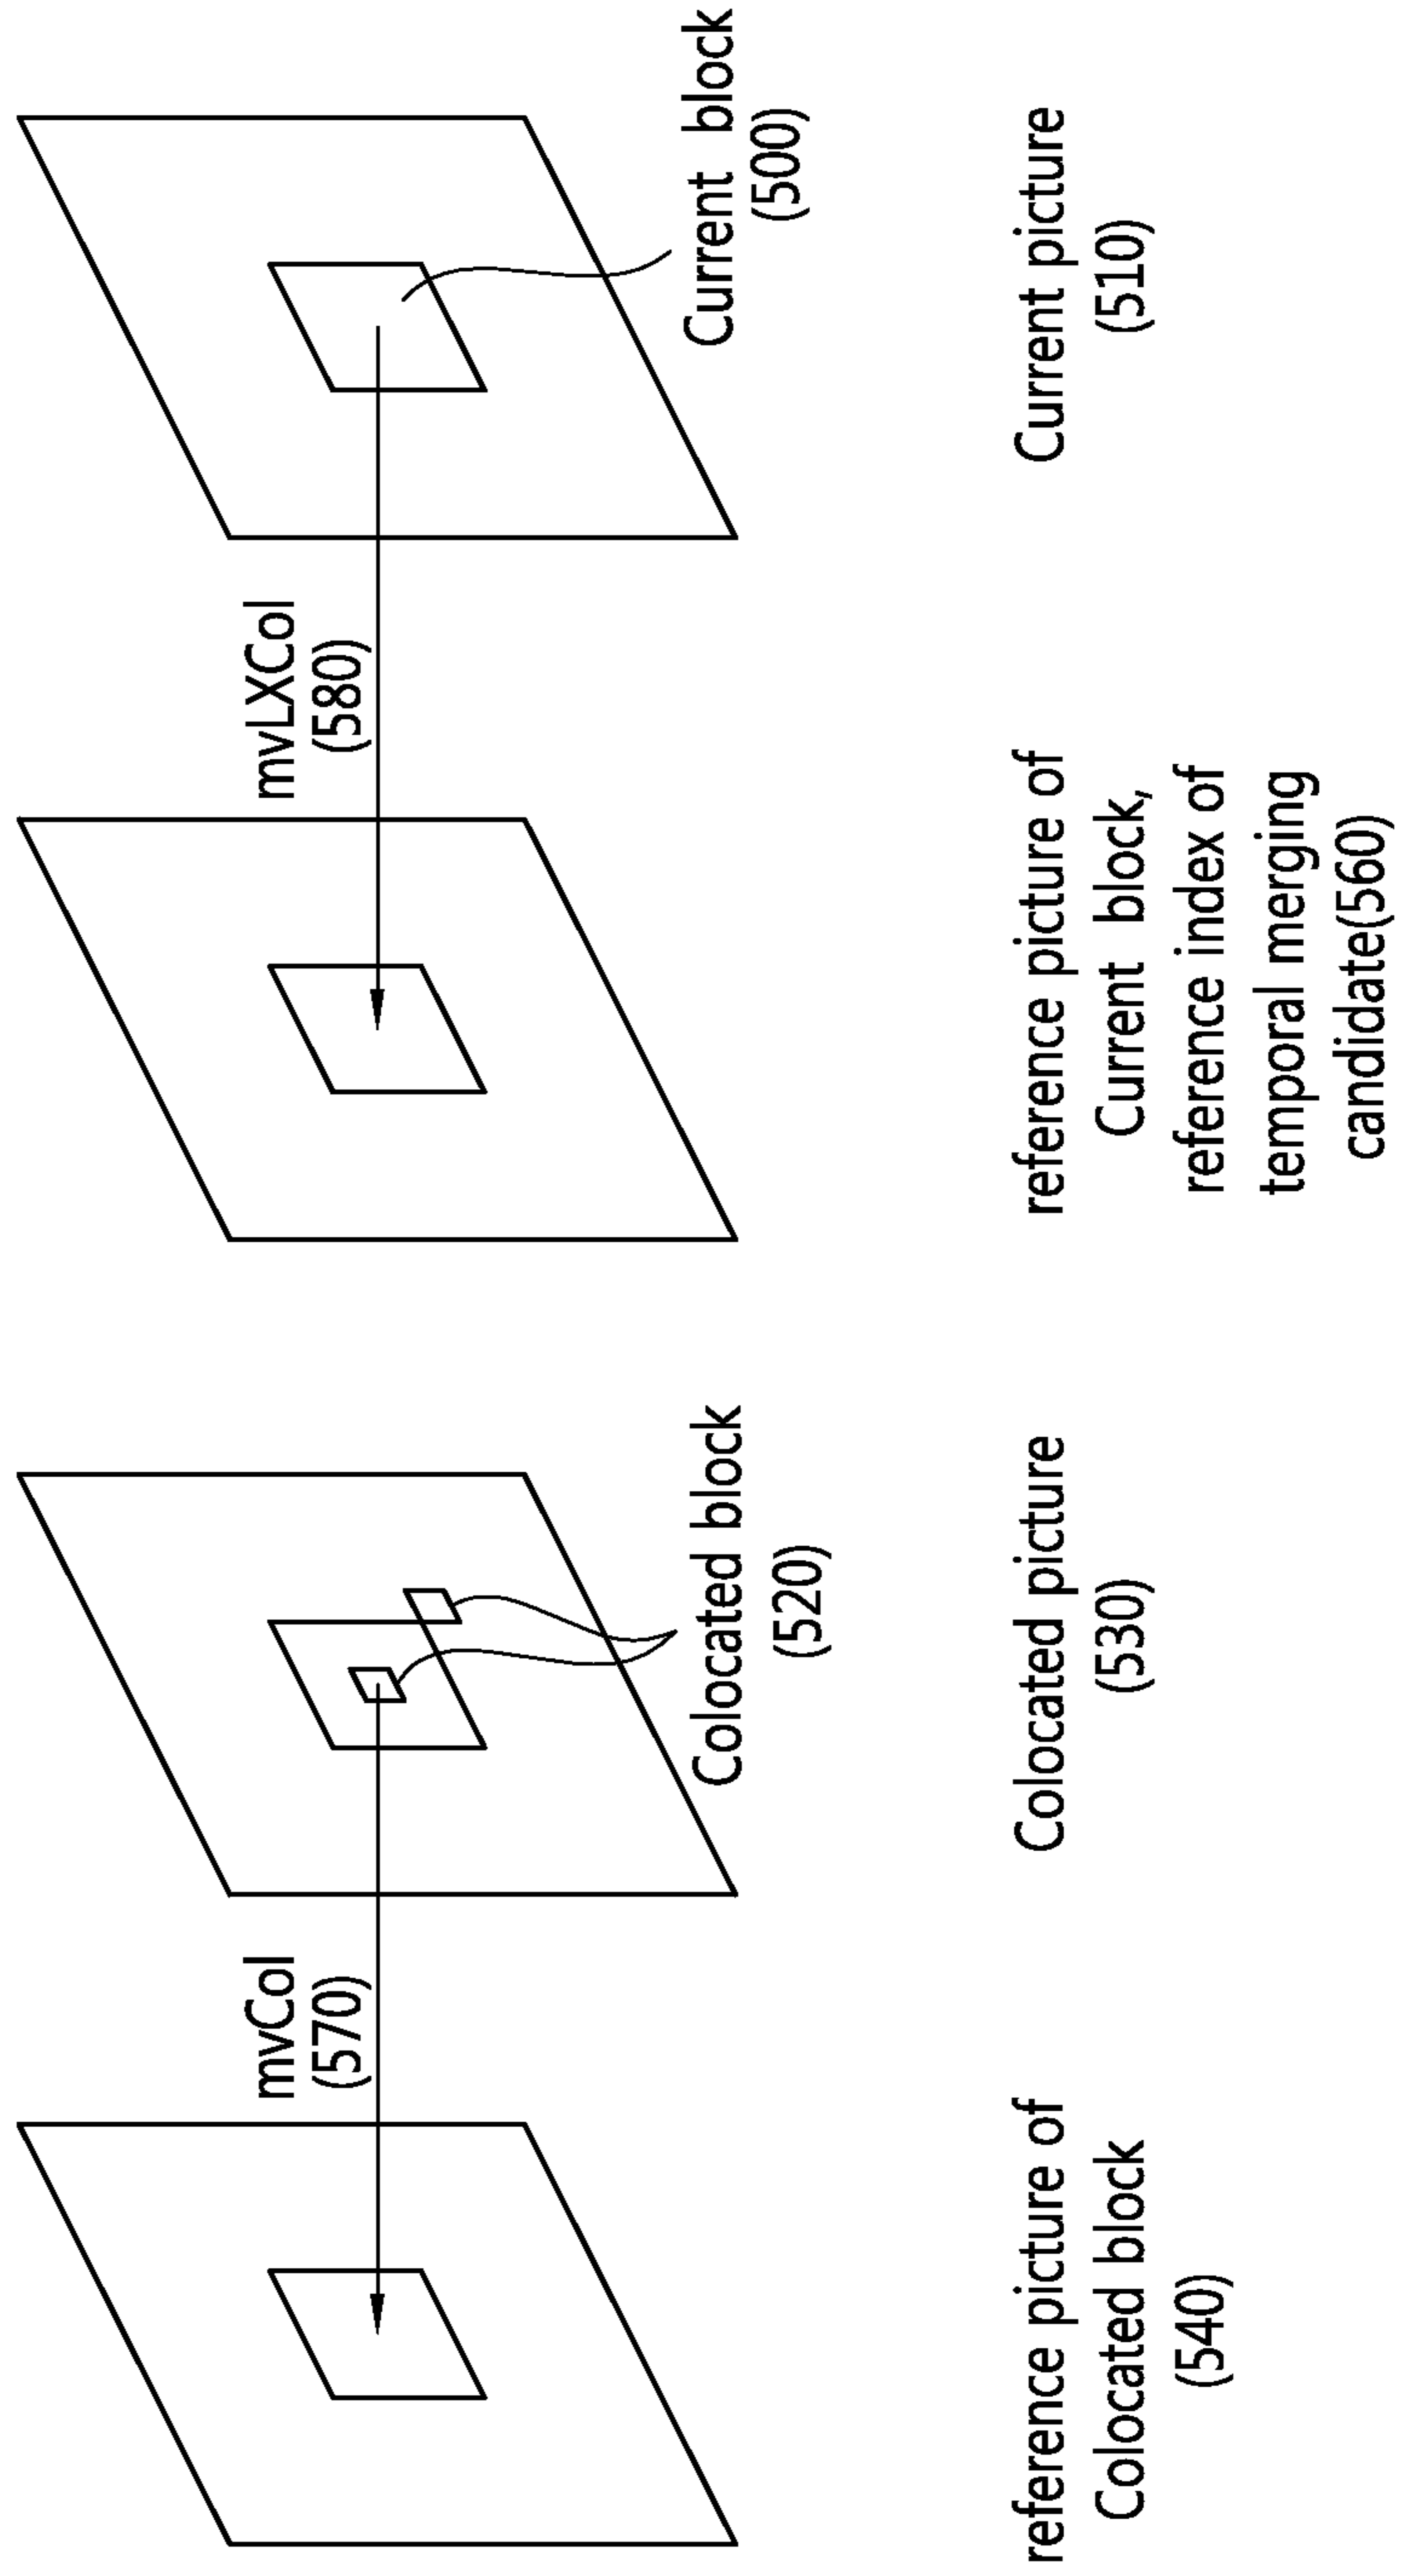 mvCol
(570)
mvLXCol
(580)
Colocated block
(520)
Current block
(500)
reference picture of
Colocated block
(540)
Colocated picture
(530)
reference picture of
Current block,
reference index of
temporal merging
candidate(560)
Current picture
(510)